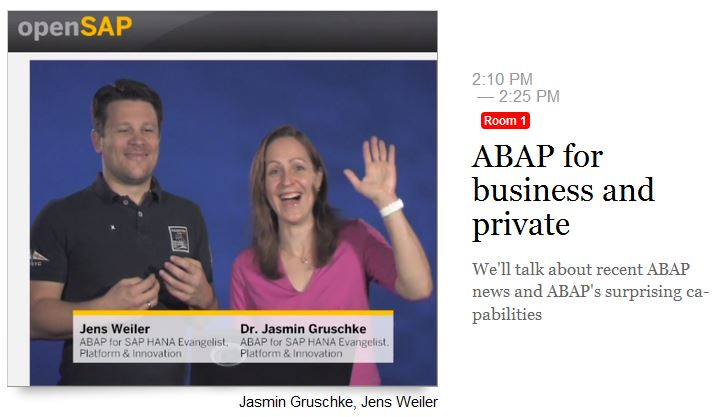 openSAP
Jens Weiler
ABAP for SAP HANA Evangelist,
Platform & Innovation
Dr. Jasmin Gruschke
ABAP for SAP HANA Evangelist.
Platform & Innovation
Jasmin Gruschke, Jens Weiler
2:10 PM
— 2:25 PM
Room 1
ABAP for
business and
private
We'll talk about recent ABAP
news and ABAP's surprising ca-
pabilities